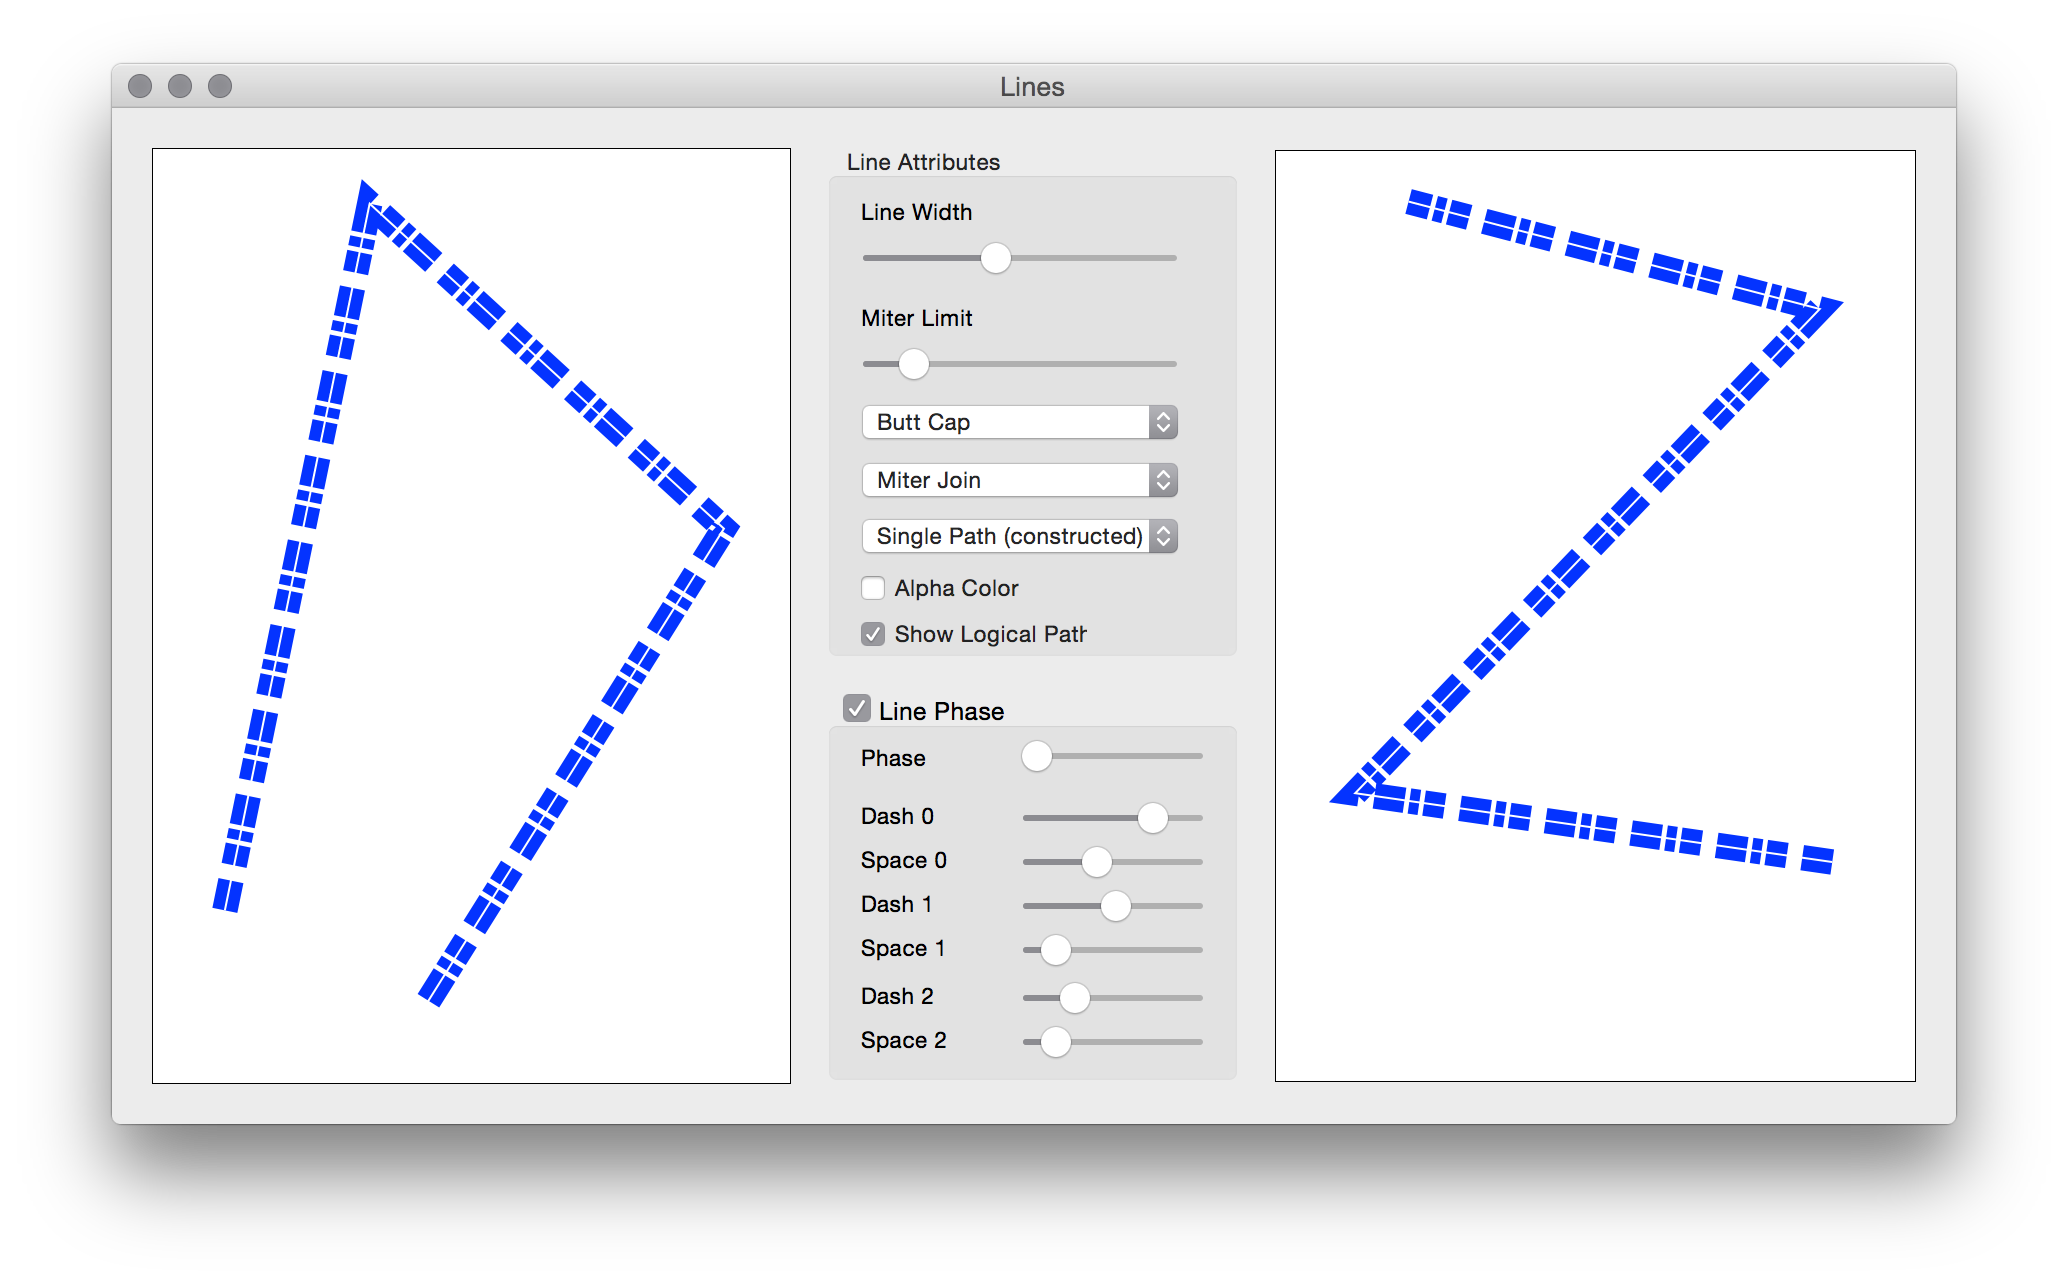 Lines
Line Attributes
Line Width
Miter Limit
Butt Cap
Miter Join
Single Path (constructed)
Alpha Color
Show Logical Path
Line Phase
Phase
Dash 0
Space 0
Dash 1
Space 1
Dash 2
Space 2